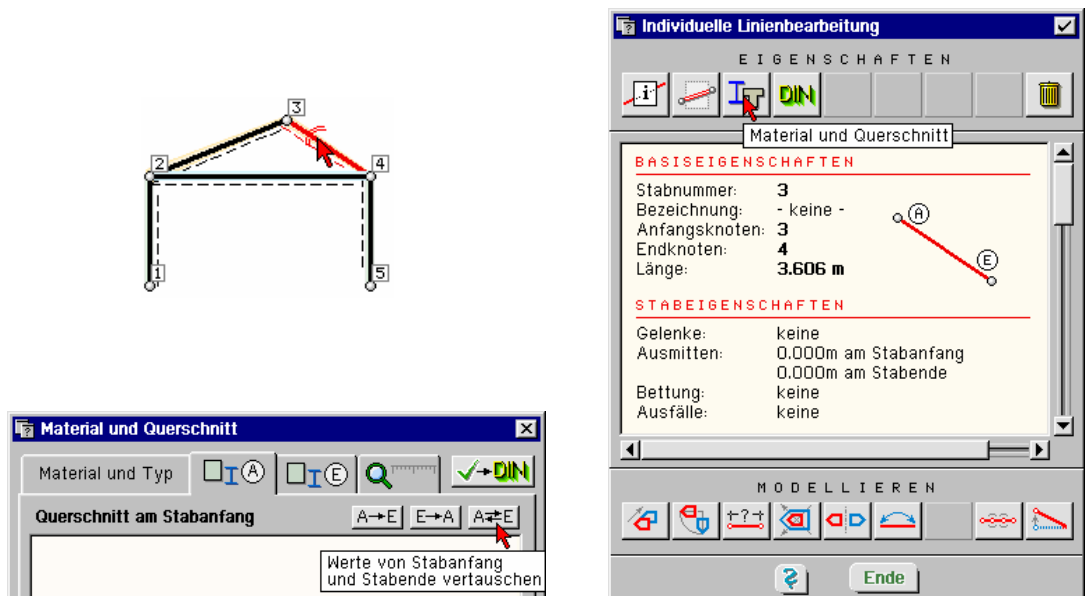 3
2
4
1
5
Individuelle Linienbearbeitung
EIGENSCHAFTEN
i
DIN
Material und Querschnitt
BASISEIGENSCHAFTEN
Stabnummer: 3
Bezeichnung: - keine -
Anfangsknoten: 3
Endknoten: 4
Länge: 3.606 m
A
E
STABEIGENSCHAFTEN
Gelenke: keine
Ausmitten: 0.000m am Stabanfang
0.000m am Stabende
Bettung: keine
Ausfälle: keine
MODELLIEREN
?
Ende
Material und Querschnitt
Material und Typ A E DIN
Querschnitt am Stabanfang A→E E→A A⇄E
Werte von Stabanfang
und Stabende vertauschen